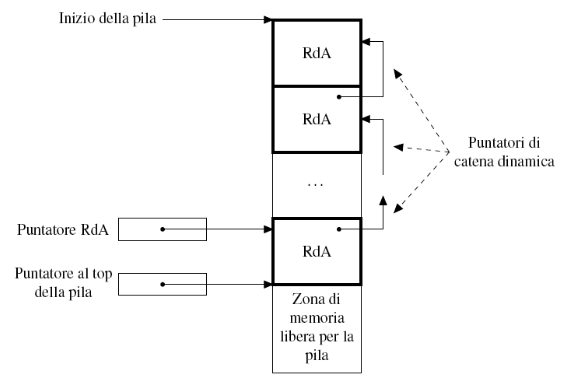 Inizio della pila
RdA
RdA
Puntatori di
catena dinamica
...
Puntatore RdA
RdA
Puntatore al top
della pila
Zona di
memoria
libera per la
pila